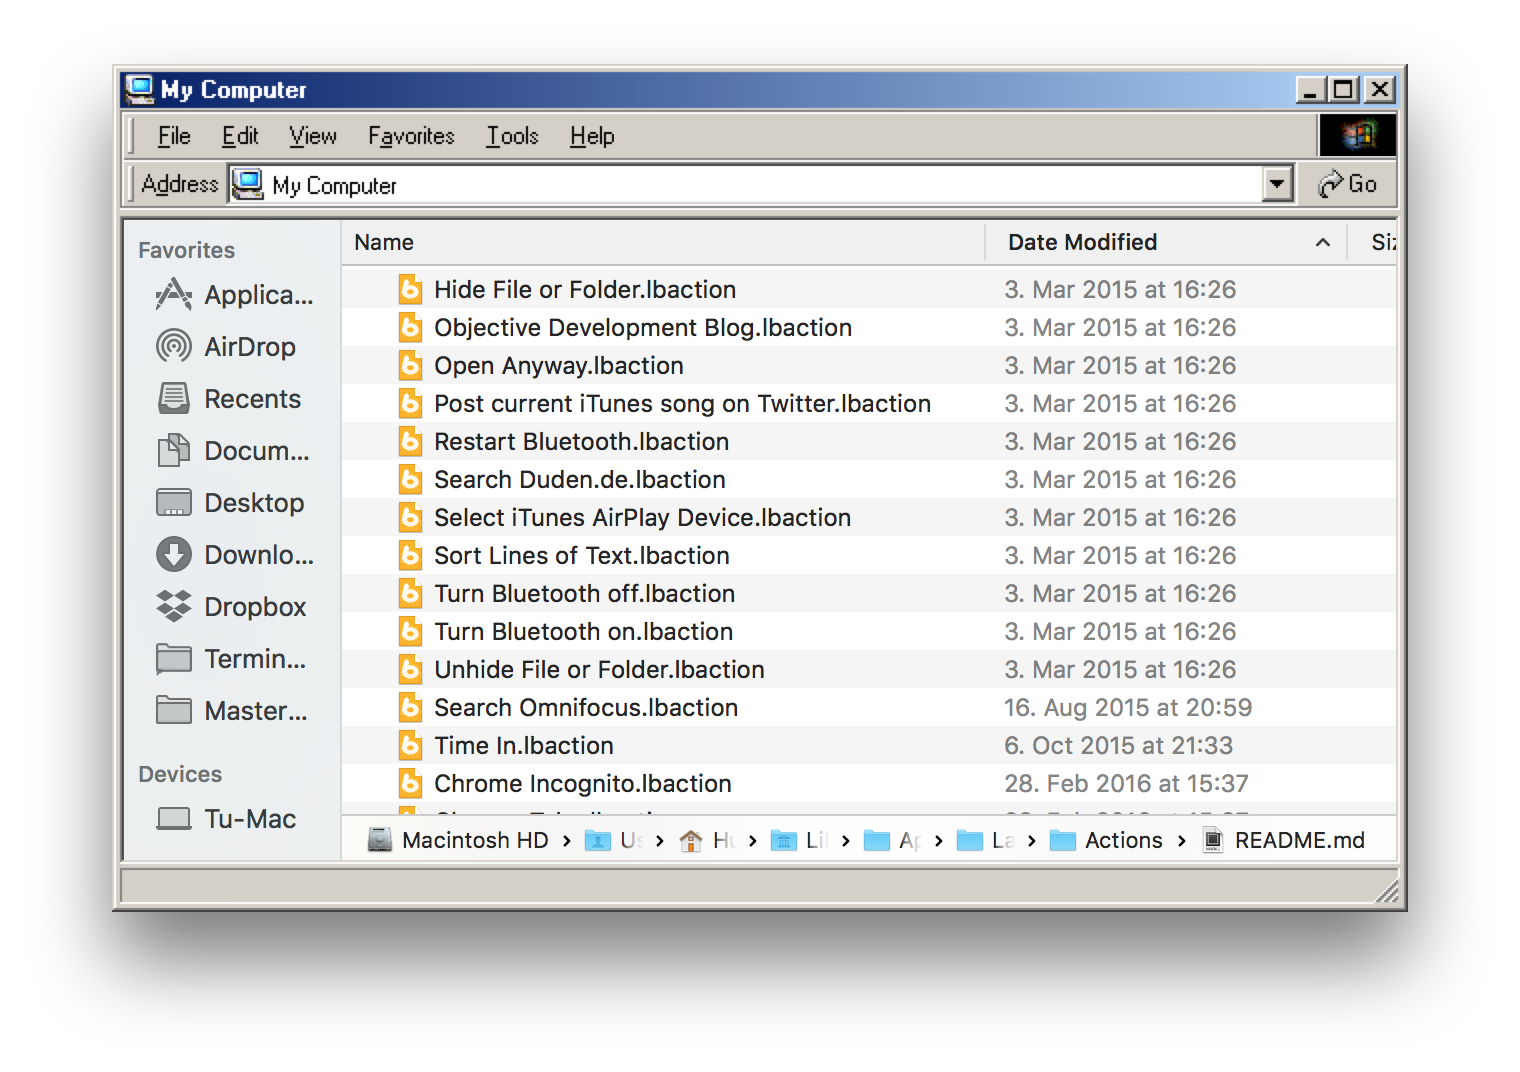 My Computer
File Edit View Favorites Tools Help
Address My Computer Go
Favorites
Applica...
AirDrop
Recents
Docum...
Desktop
Downlo...
Dropbox
Termin...
Master...
Devices
Tu-Mac
Name Date Modified
Hide File or Folder.lbaction 3. Mar 2015 at 16:26
Objective Development Blog.lbaction 3. Mar 2015 at 16:26
Open Anyway.lbaction 3. Mar 2015 at 16:26
Post current iTunes song on Twitter.lbaction 3. Mar 2015 at 16:26
Restart Bluetooth.lbaction 3. Mar 2015 at 16:26
Search Duden.de.lbaction 3. Mar 2015 at 16:26
Select iTunes AirPlay Device.lbaction 3. Mar 2015 at 16:26
Sort Lines of Text.lbaction 3. Mar 2015 at 16:26
Turn Bluetooth off.lbaction 3. Mar 2015 at 16:26
Turn Bluetooth on.lbaction 3. Mar 2015 at 16:26
Unhide File or Folder.lbaction 3. Mar 2015 at 16:26
Search Omnifocus.lbaction 16. Aug 2015 at 20:59
Time In.lbaction 6. Oct 2015 at 21:33
Chrome Incognito.lbaction 28. Feb 2016 at 15:37
Macintosh HD › Us › › › › › Actions › README.md